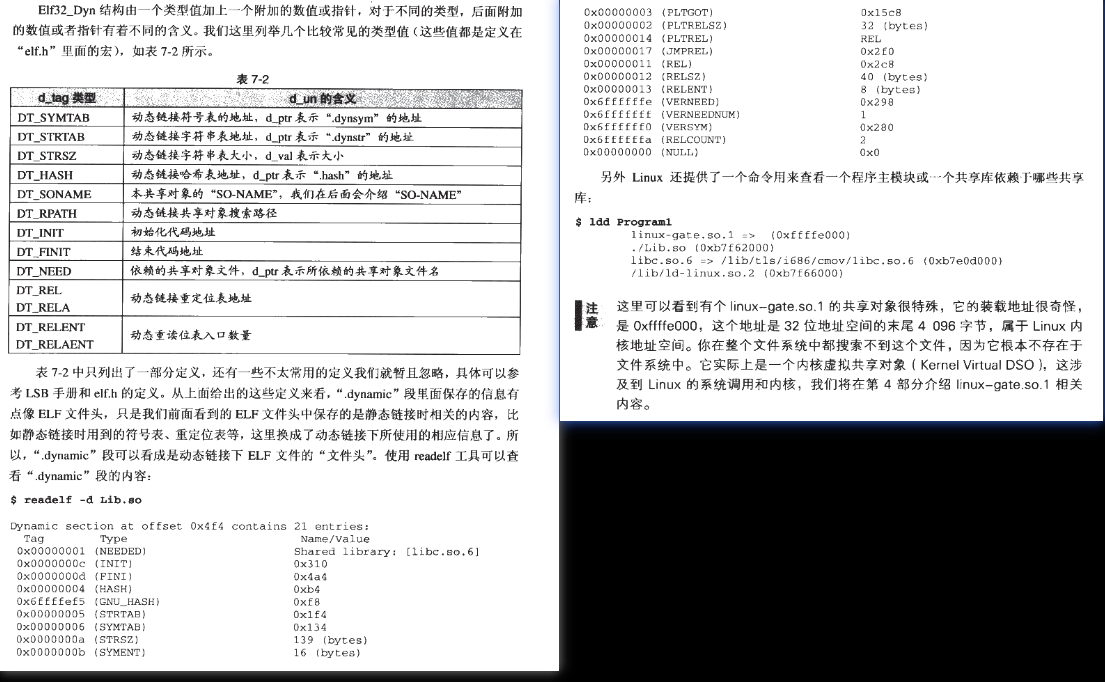 Elf32_Dyn 结构由一个类型值加上一个附加的数值或指针，对于不同的类型，后面附加
的数值或者指针有着不同的含义。我们这里列举几个比较常见的类型值（这些值都是定义在
“elf.h”里面的宏），如表 7-2 所示。
表 7-2
d_tag 类型 d_un 的含义
DT_SYMTAB 动态链接符号表的地址，d_ptr 表示“.dynsym”的地址
DT_STRTAB 动态链接字符串表地址，d_ptr 表示“.dynstr”的地址
DT_STRSZ 动态链接字符串表大小，d_val 表示大小
DT_HASH 动态链接哈希表地址，d_ptr 表示“.hash”的地址
DT_SONAME 本共享对象的“SO-NAME”，我们在后面会介绍“SO-NAME”
DT_RPATH 动态链接共享对象搜索路径
DT_INIT 初始化代码地址
DT_FINIT 结束代码地址
DT_NEED 依赖的共享对象文件，d_ptr 表示所依赖的共享对象文件名
DT_REL
DT_RELA
动态链接重定位表地址
DT_RELENT
DT_RELAENT
动态重读位表入口数量
表 7-2 中只列出了一部分定义，还有一些不太常用的定义我们就暂且忽略，具体可以参
考 LSB 手册和 elf.h 的定义。从上面给出的这些定义来看，“.dynamic”段里面保存的信息有
点像 ELF 文件头，只是我们前面看到的 ELF 文件头中保存的是静态链接时相关的内容，比
如静态链接时用到的符号表、重定位表等，这里换成了动态链接下所使用的相应信息了。所
以，“.dynamic”段可以看成是动态链接下 ELF 文件的“文件头”。使用 readelf 工具可以查
看“.dynamic”段的内容：
$ readelf -d Lib.so
Dynamic section at offset 0x4f4 contains 21 entries:
Tag Type Name/Value
0x00000001 (NEEDED) Shared library: [libc.so.6]
0x0000000c (INIT) 0x310
0x0000000d (FINI) 0x4a4
0x00000004 (HASH) 0xb4
0x6ffffef5 (GNU_HASH) 0xf8
0x00000005 (STRTAB) 0x1f4
0x00000006 (SYMTAB) 0x134
0x0000000a (STRSZ) 139 (bytes)
0x0000000b (SYMENT) 16 (bytes)
0x00000003 (PLTGOT) 0x15c8
0x00000002 (PLTRELSZ) 32 (bytes)
0x00000014 (PLTREL) REL
0x00000017 (JMPREL) 0x2f0
0x00000011 (REL) 0x2c8
0x00000012 (RELSZ) 40 (bytes)
0x00000013 (RELENT) 8 (bytes)
0x6ffffffe (VERNEED) 0x298
0x6fffffff (VERNEEDNUM) 1
0x6ffffff0 (VERSYM) 0x280
0x6ffffffa (RELCOUNT) 2
0x00000000 (NULL) 0x0
另外 Linux 还提供了一个命令用来查看一个程序主模块或一个共享库依赖于哪些共享
库：
$ ldd Program1
linux-gate.so.1 => (0xffffe000)
./Lib.so (0xb7f62000)
libc.so.6 => /lib/tls/i686/cmov/libc.so.6 (0xb7e0d000)
/lib/ld-linux.so.2 (0xb7f66000)
注意
这里可以看到有个 linux-gate.so.1 的共享对象很特殊，它的装载地址很奇怪，
是 0xffffe000，这个地址是 32 位地址空间的末尾 4 096 字节，属于 Linux 内
核地址空间。你在整个文件系统中都搜索不到这个文件，因为它根本不存在于
文件系统中。它实际上是一个内核虚拟共享对象（Kernel Virtual DSO），这涉
及到 Linux 的系统调用和内核，我们将在第 4 部分介绍 linux-gate.so.1 相关
内容。